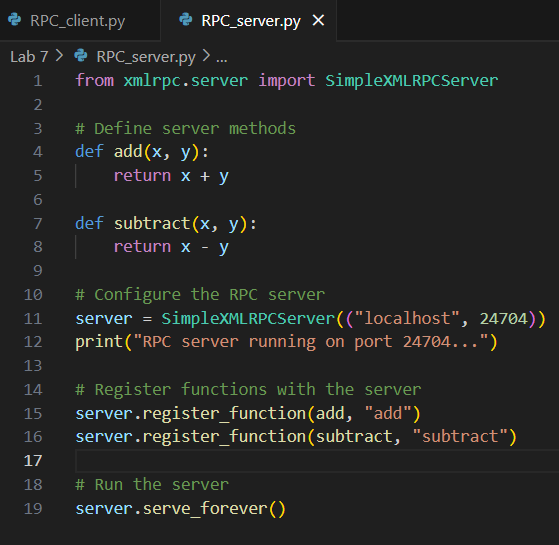 RPC_client.py RPC_server.py ×
Lab 7 > RPC_server.py > ...
1 from xmlrpc.server import SimpleXMLRPCServer
2
3 # Define server methods
4 def add(x, y):
5     return x + y
6
7 def subtract(x, y):
8     return x - y
9
10 # Configure the RPC server
11 server = SimpleXMLRPCServer(("localhost", 24704))
12 print("RPC server running on port 24704...")
13
14 # Register functions with the server
15 server.register_function(add, "add")
16 server.register_function(subtract, "subtract")
17
18 # Run the server
19 server.serve_forever()